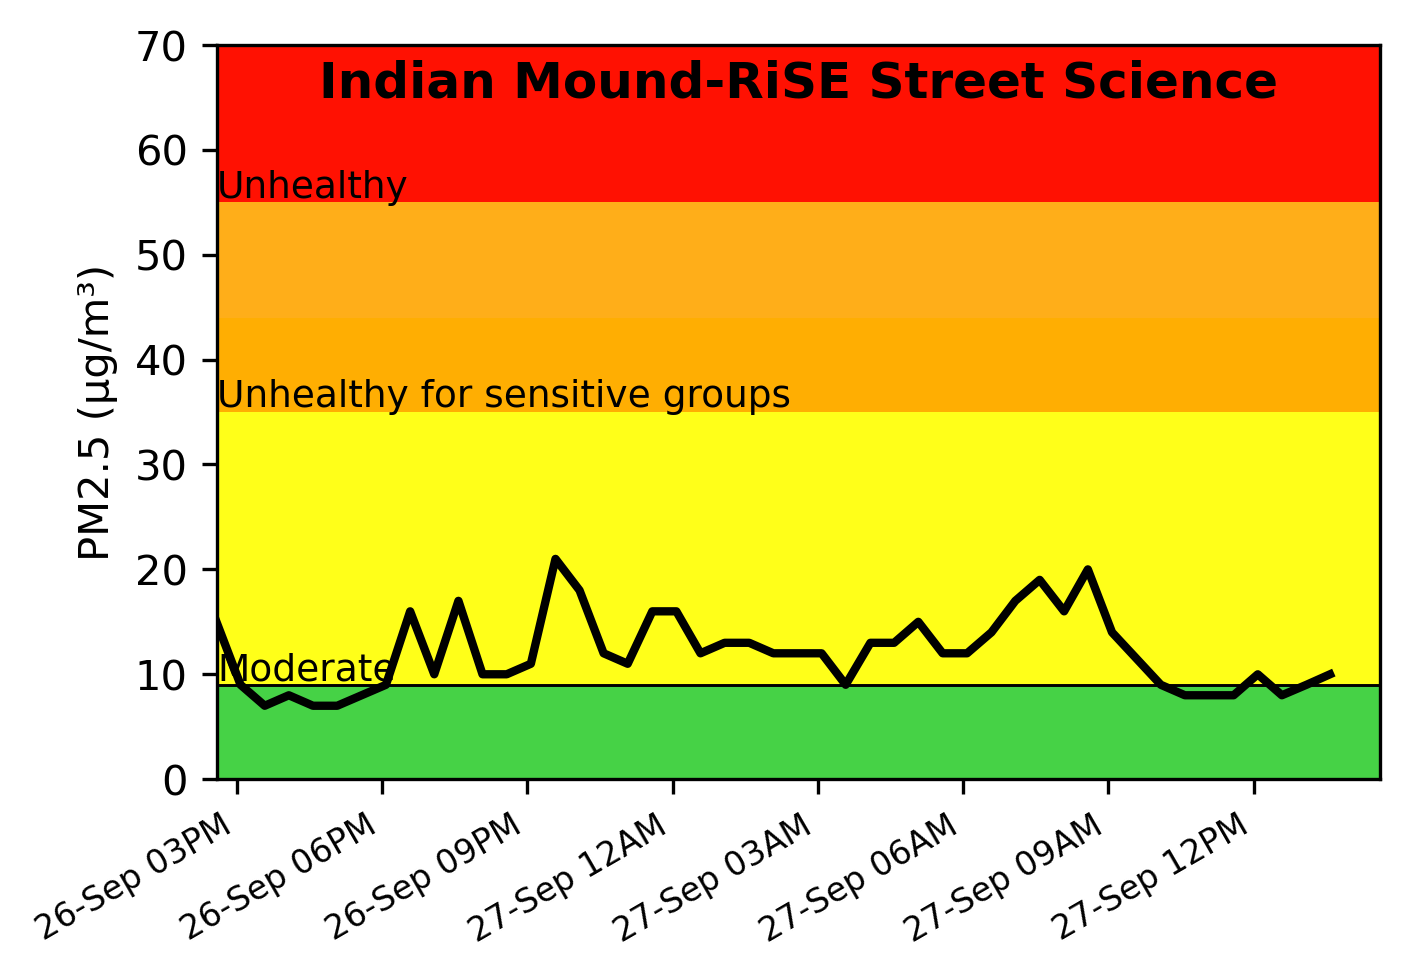 Indian Mound-RiSE Street Science
70
60
50
40
30
20
10
0
PM2.5 (µg/m³)
Unhealthy
Unhealthy for sensitive groups
Moderate
26-Sep 03PM
26-Sep 06PM
26-Sep 09PM
27-Sep 12AM
27-Sep 03AM
27-Sep 06AM
27-Sep 09AM
27-Sep 12PM